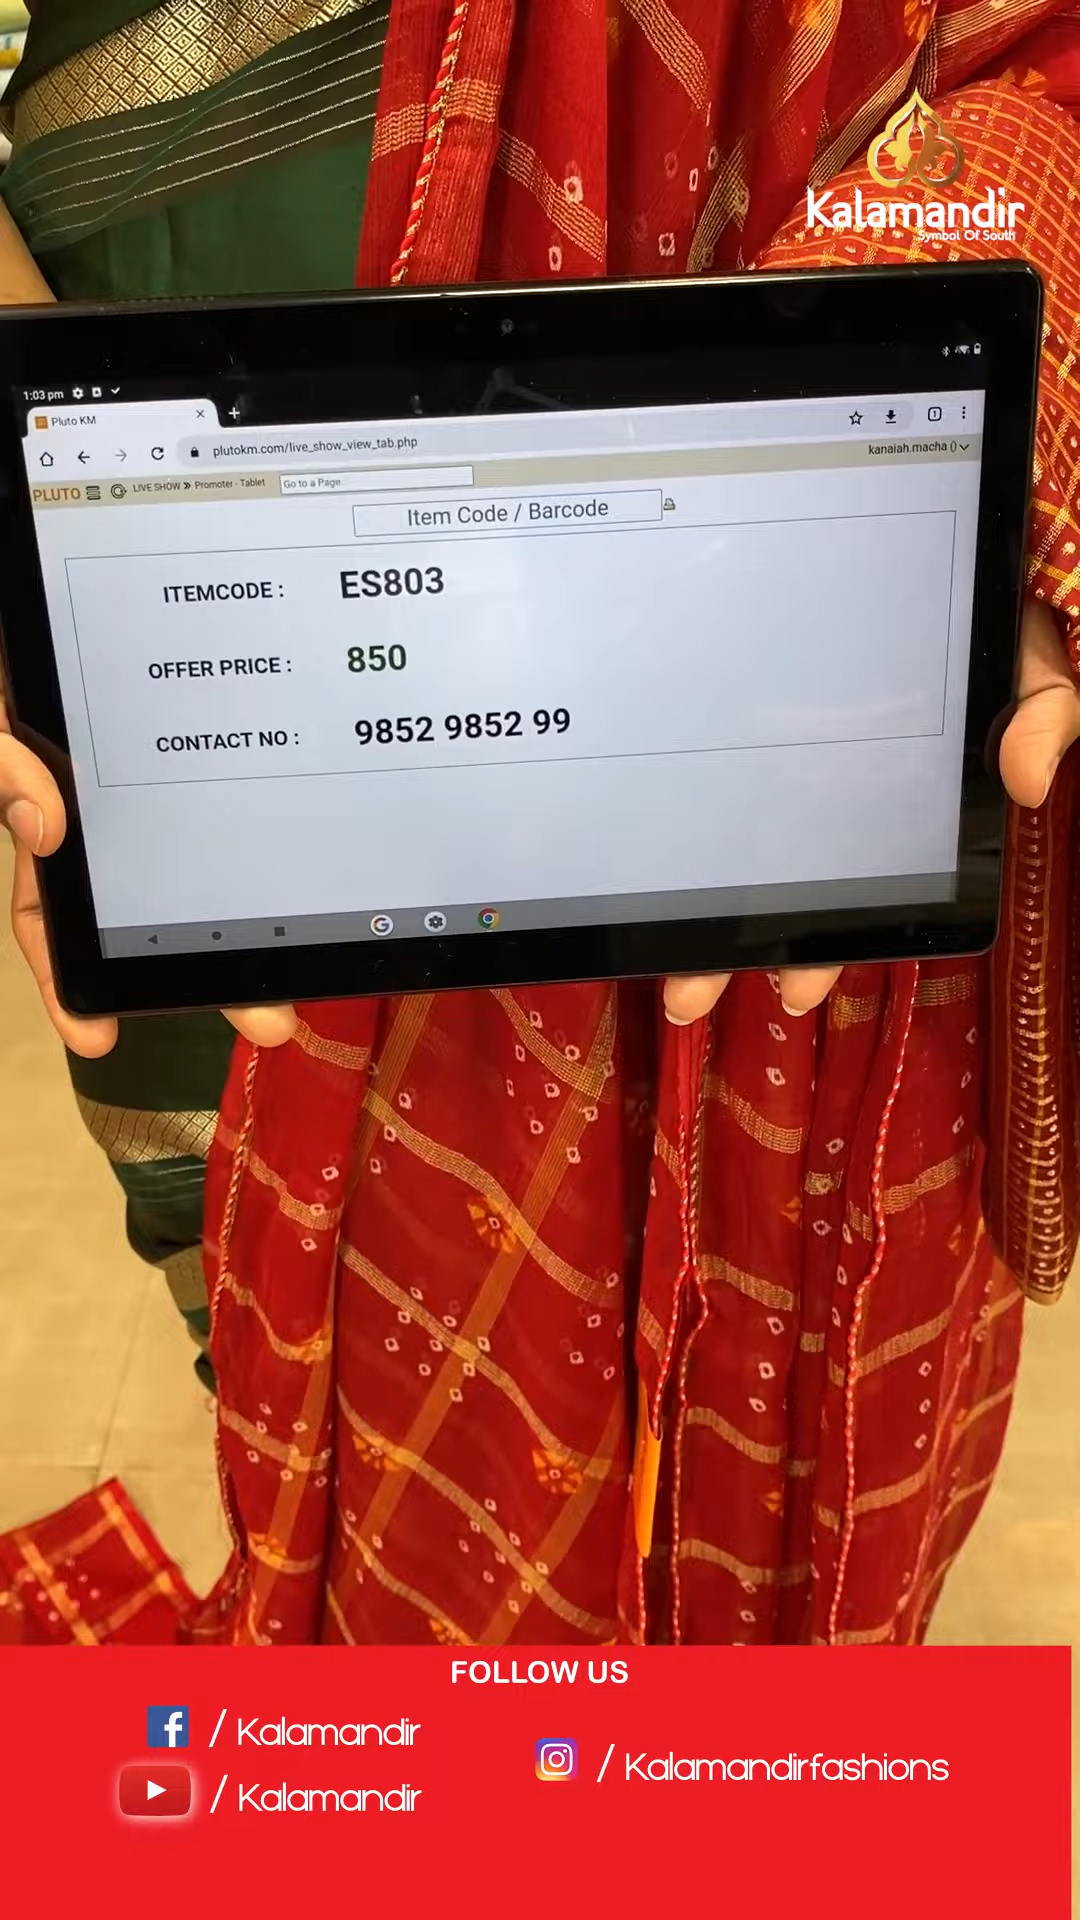 Kalamandir
Symbol Of South
1:03 pm
Pluto KM
plutokm.com/live_show_view_tab.php
kanaiah.macha ()
PLUTO
LIVE SHOW » Promoter - Tablet
Go to a Page
Item Code / Barcode
ITEMCODE : ES803
OFFER PRICE : 850
CONTACT NO : 9852 9852 99
FOLLOW US
/ Kalamandir
/ Kalamandir
/ Kalamandirfashions